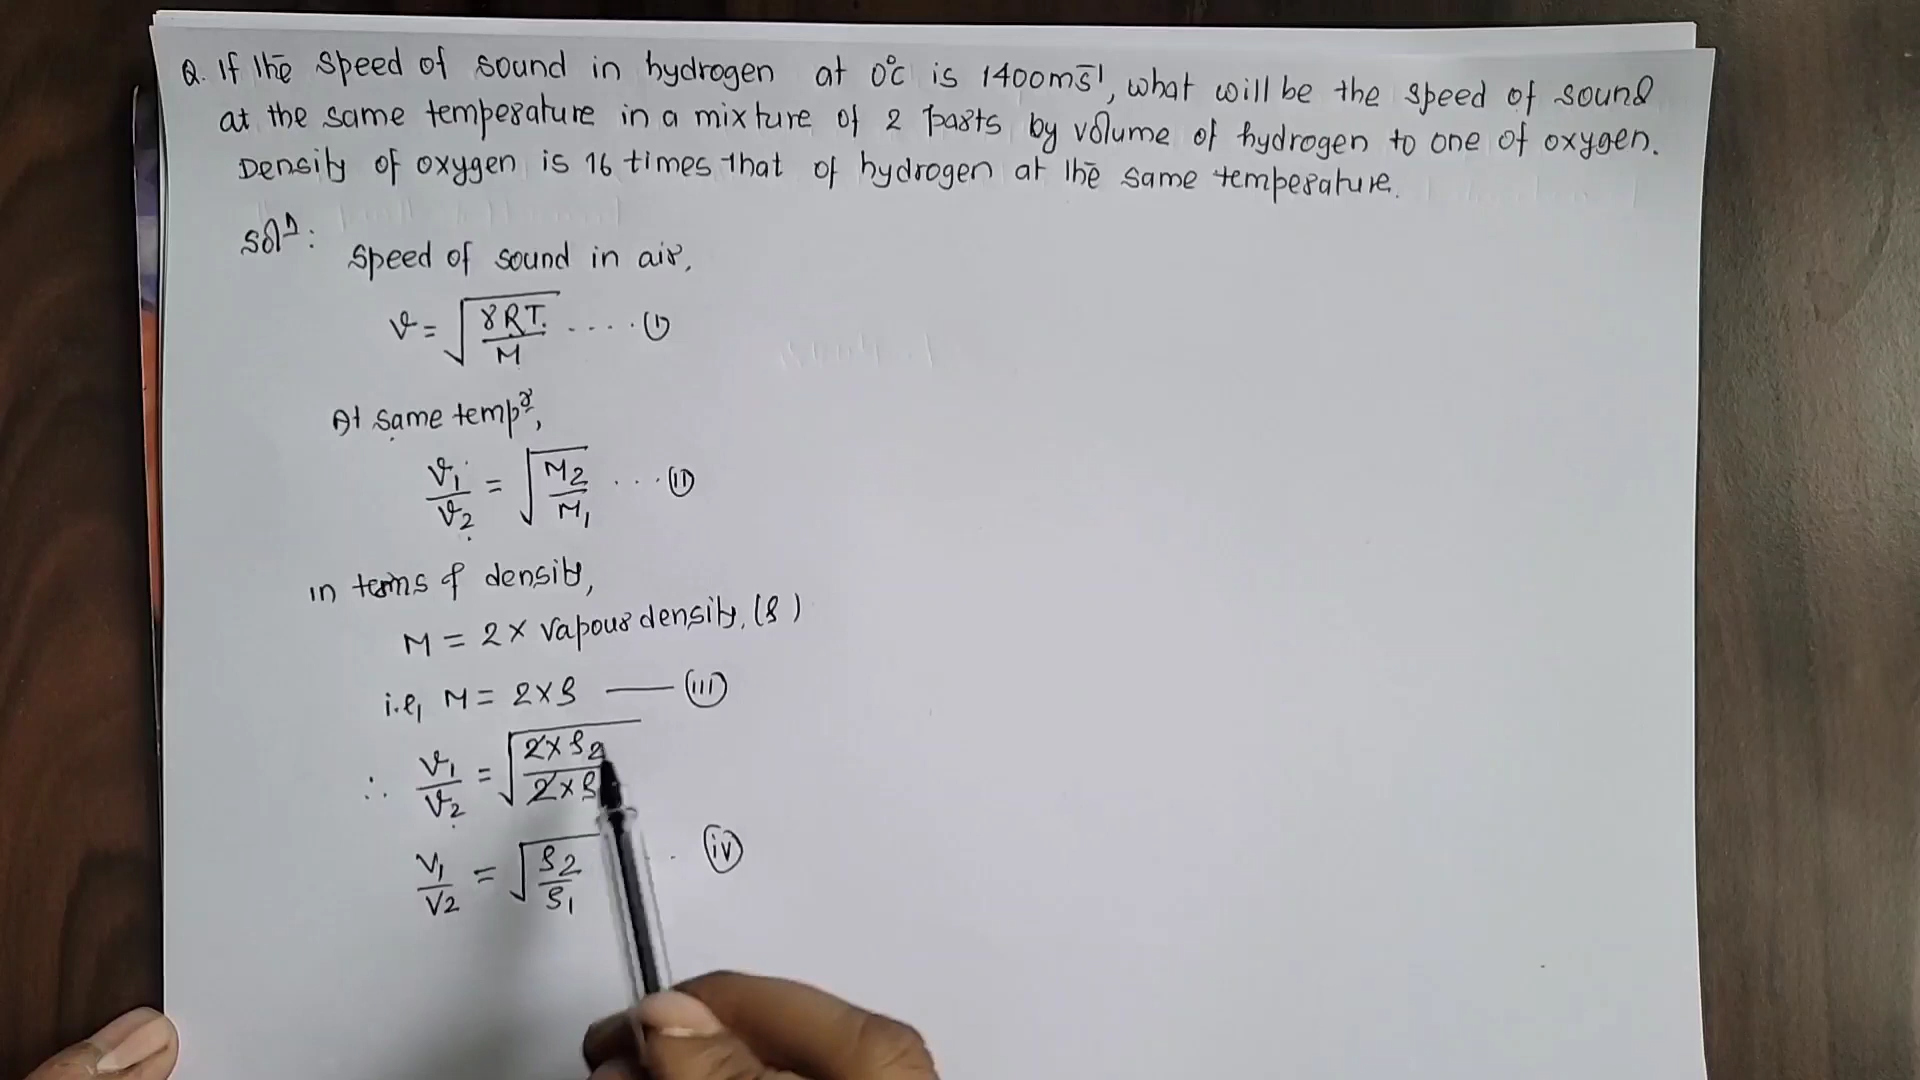 Q. If the speed of sound in hydrogen at 0°c is 1400ms⁻¹, what will be the speed of sound
at the same temperature in a mixture of 2 parts by volume of hydrogen to one of oxygen.
Density of oxygen is 16 times that of hydrogen at the same temperature.
Solⁿ:
Speed of sound in air,
v = √(γRT/M) ..... (i)
At same tempr,
v₁/v₂ = √(M₂/M₁) ... (ii)
in terms of density,
M = 2 × vapour density, (ρ)
i.e, M = 2×ρ —— (iii)
∴ v₁/v₂ = √(2×ρ₂/2×ρ
V₁/V₂ = √(ρ₂/ρ₁) .. (iv)